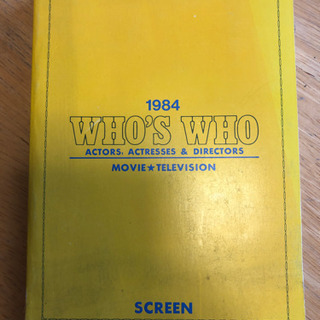 1984
WHO'S WHO
ACTORS, ACTRESSES & DIRECTORS
MOVIE★TELEVISION
SCREEN